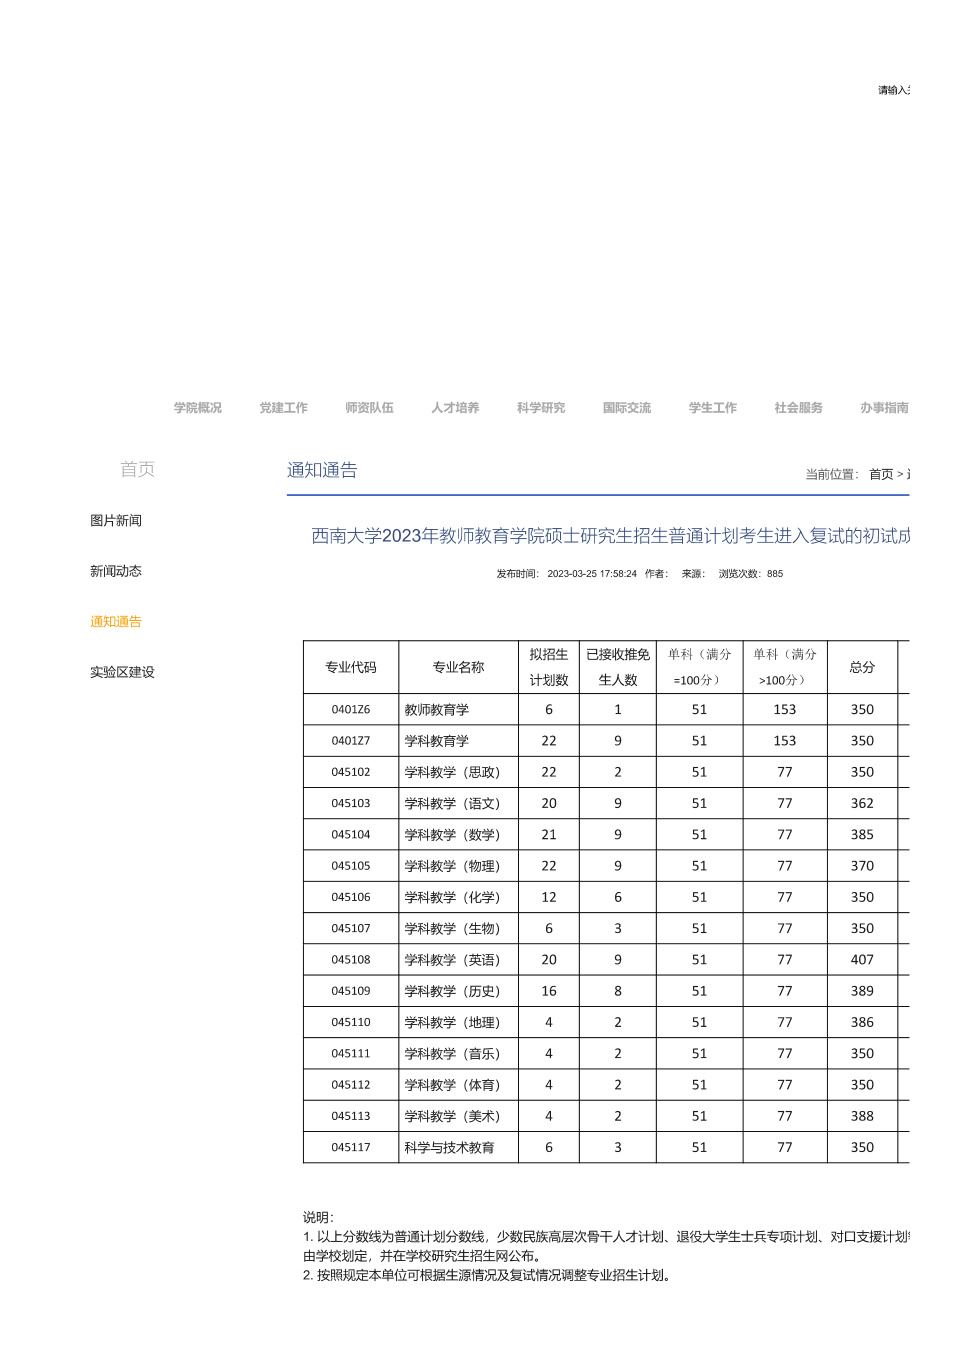 请输入
学院概况 党建工作 师资队伍 人才培养 科学研究 国际交流 学生工作 社会服务 办事指南
首页
通知通告
当前位置： 首页 >
图片新闻
新闻动态
通知通告
实验区建设
西南大学2023年教师教育学院硕士研究生招生普通计划考生进入复试的初试成
发布时间： 2023-03-25 17:58:24 作者： 来源： 浏览次数：885
专业代码 专业名称 拟招生计划数 已接收推免生人数 单科（满分=100分） 单科（满分>100分） 总分
0401Z6 教师教育学 6 1 51 153 350
0401Z7 学科教育学 22 9 51 153 350
045102 学科教学（思政） 22 2 51 77 350
045103 学科教学（语文） 20 9 51 77 362
045104 学科教学（数学） 21 9 51 77 385
045105 学科教学（物理） 22 9 51 77 370
045106 学科教学（化学） 12 6 51 77 350
045107 学科教学（生物） 6 3 51 77 350
045108 学科教学（英语） 20 9 51 77 407
045109 学科教学（历史） 16 8 51 77 389
045110 学科教学（地理） 4 2 51 77 386
045111 学科教学（音乐） 4 2 51 77 350
045112 学科教学（体育） 4 2 51 77 350
045113 学科教学（美术） 4 2 51 77 388
045117 科学与技术教育 6 3 51 77 350
说明：
1. 以上分数线为普通计划分数线，少数民族高层次骨干人才计划、退役大学生士兵专项计划、对口支援计划
由学校划定，并在学校研究生招生网公布。
2. 按照规定本单位可根据生源情况及复试情况调整专业招生计划。